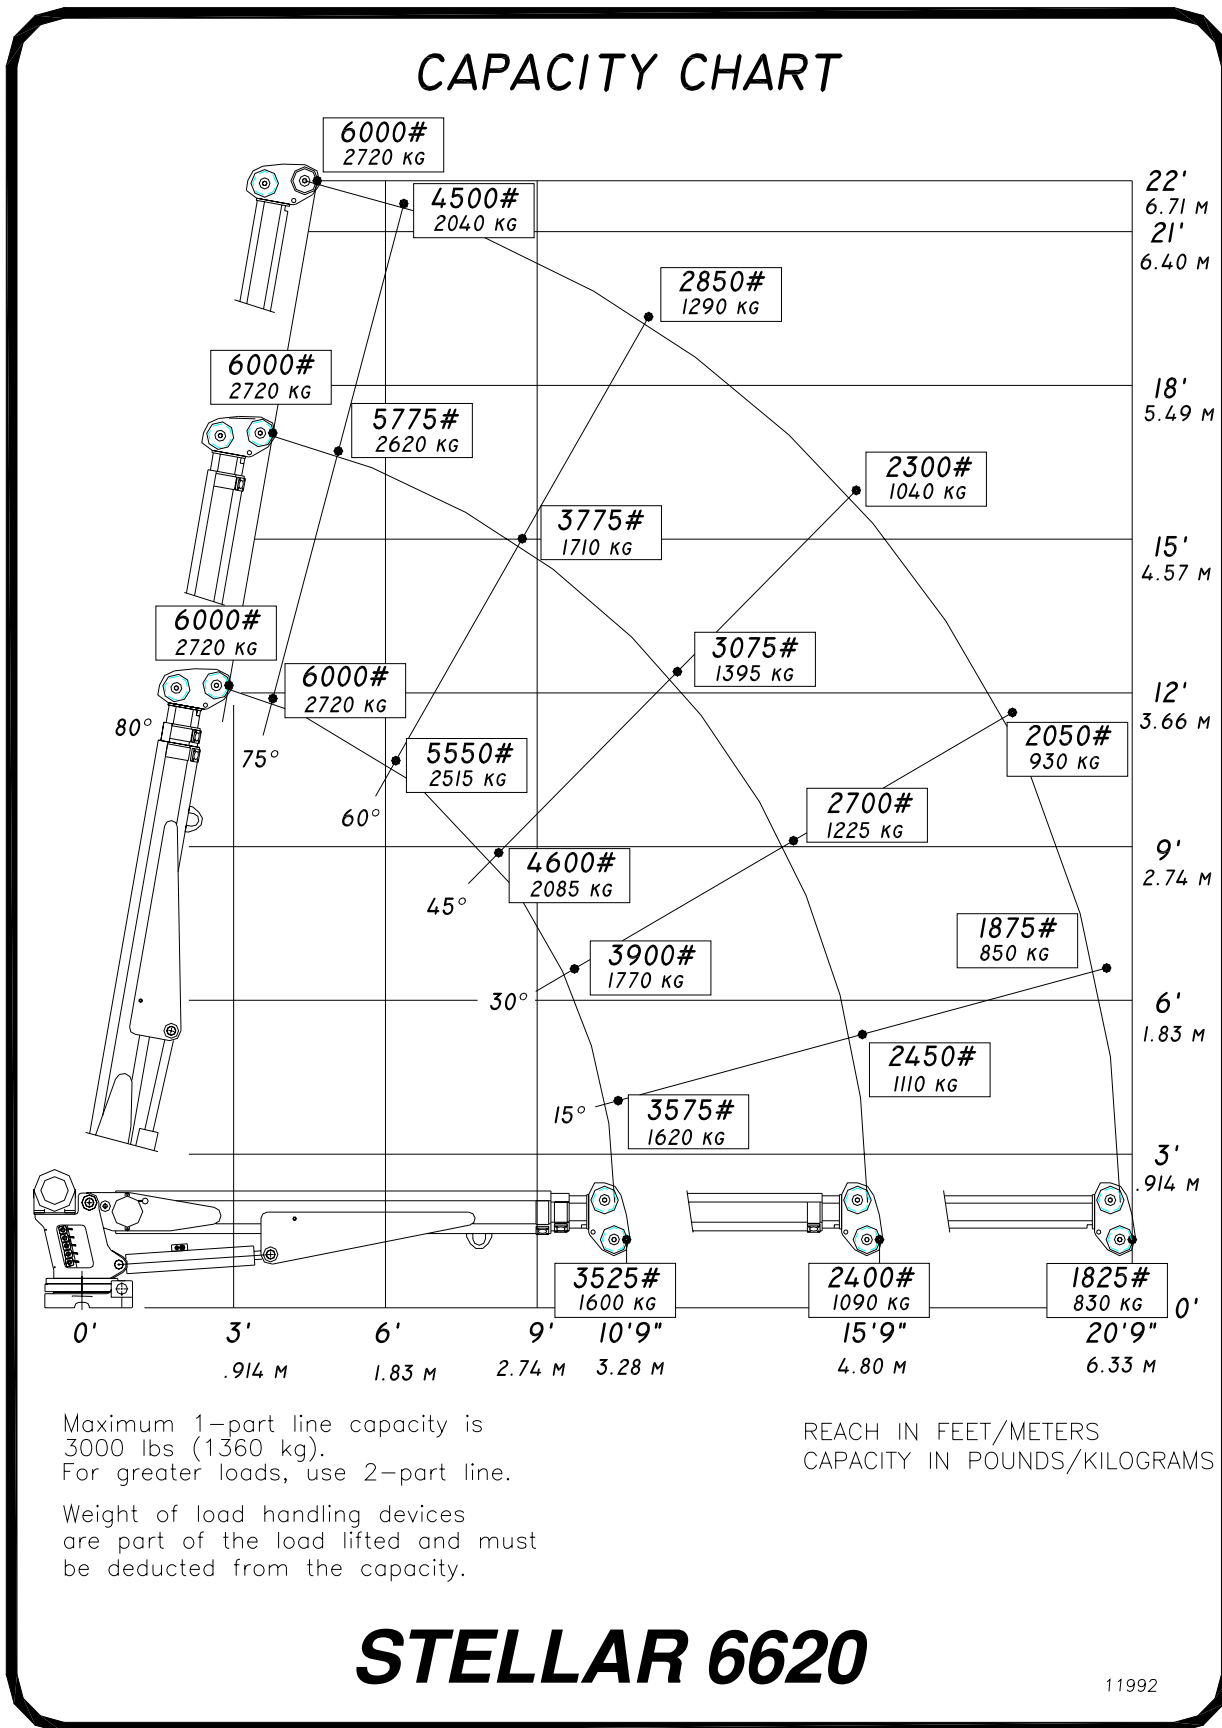 CAPACITY CHART
6000#
2720 KG
4500#
2040 KG
22'
6.71 M
21'
6.40 M
2850#
1290 KG
6000#
2720 KG
18'
5.49 M
5775#
2620 KG
2300#
1040 KG
3775#
1710 KG
15'
4.57 M
6000#
2720 KG
3075#
1395 KG
6000#
2720 KG
12'
3.66 M
80°
75°
2050#
930 KG
5550#
2515 KG
60°
2700#
1225 KG
4600#
2085 KG
9'
2.74 M
45°
1875#
850 KG
3900#
1770 KG
30°
6'
1.83 M
2450#
1110 KG
15°
3575#
1620 KG
3'
.914 M
3525#
1600 KG
2400#
1090 KG
1825#
830 KG
0'
0' 3' 6' 9' 10'9" 15'9" 20'9"
.914 M 1.83 M 2.74 M 3.28 M 4.80 M 6.33 M
Maximum 1-part line capacity is
3000 lbs (1360 kg).
For greater loads, use 2-part line.
REACH IN FEET/METERS
CAPACITY IN POUNDS/KILOGRAMS
Weight of load handling devices
are part of the load lifted and must
be deducted from the capacity.
STELLAR 6620
11992